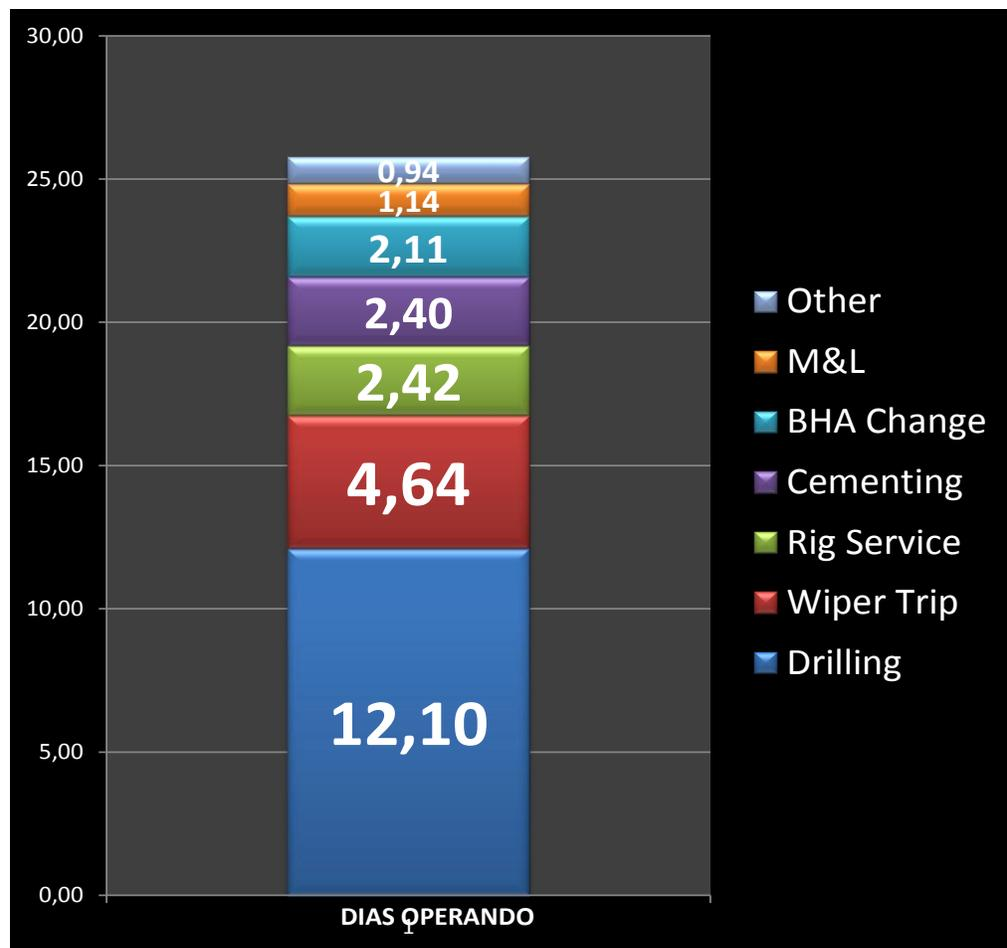 30,00
25,00
20,00
15,00
10,00
5,00
0,00
0,94
1,14
2,11
2,40
2,42
4,64
12,10
DIAS OPERANDO
1
Other
M&L
BHA Change
Cementing
Rig Service
Wiper Trip
Drilling